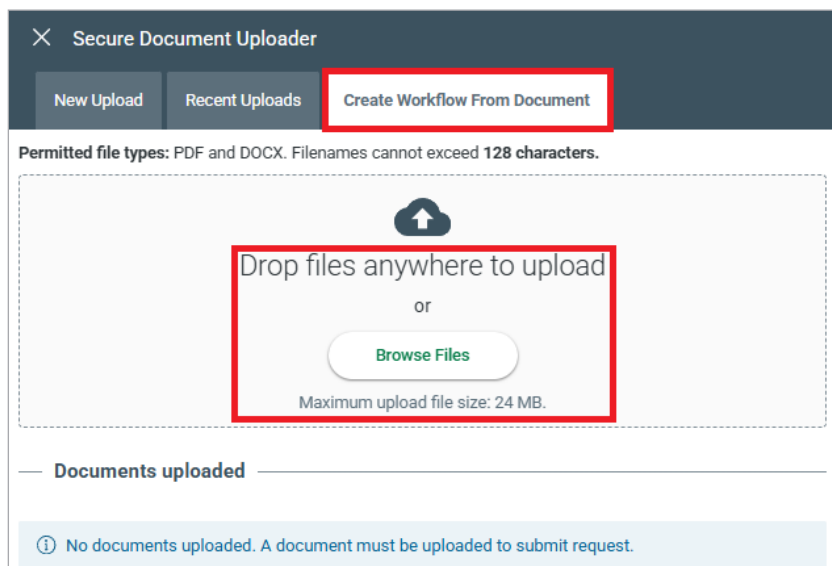 Secure Document Uploader
New Upload Recent Uploads Create Workflow From Document
Permitted file types: PDF and DOCX. Filenames cannot exceed 128 characters.
Drop files anywhere to upload
or
Browse Files
Maximum upload file size: 24 MB.
Documents uploaded
No documents uploaded. A document must be uploaded to submit request.